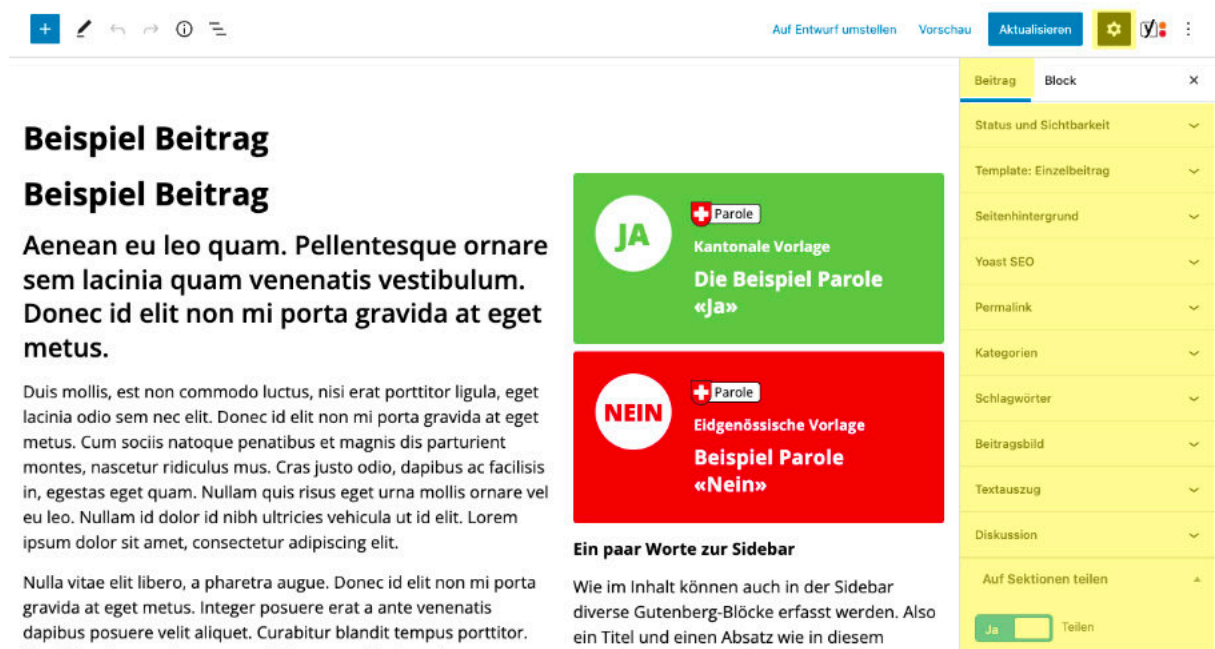 Auf Entwurf umstellen Vorschau Aktualisieren
Beispiel Beitrag
Beispiel Beitrag
Aenean eu leo quam. Pellentesque ornare
sem lacinia quam venenatis vestibulum.
Donec id elit non mi porta gravida at eget
metus.
Duis mollis, est non commodo luctus, nisi erat porttitor ligula, eget
lacinia odio sem nec elit. Donec id elit non mi porta gravida at eget
metus. Cum sociis natoque penatibus et magnis dis parturient
montes, nascetur ridiculus mus. Cras justo odio, dapibus ac facilisis
in, egestas eget quam. Nullam quis risus eget urna mollis ornare vel
eu leo. Nullam id dolor id nibh ultricies vehicula ut id elit. Lorem
ipsum dolor sit amet, consectetur adipiscing elit.
Nulla vitae elit libero, a pharetra augue. Donec id elit non mi porta
gravida at eget metus. Integer posuere erat a ante venenatis
dapibus posuere velit aliquet. Curabitur blandit tempus porttitor.
JA
Parole
Kantonale Vorlage
Die Beispiel Parole
«Ja»
NEIN
Parole
Eidgenössische Vorlage
Beispiel Parole
«Nein»
Ein paar Worte zur Sidebar
Wie im Inhalt können auch in der Sidebar
diverse Gutenberg-Blöcke erfasst werden. Also
ein Titel und einen Absatz wie in diesem
Beitrag Block
Status und Sichtbarkeit
Template: Einzelbeitrag
Seitenhintergrund
Yoast SEO
Permalink
Kategorien
Schlagwörter
Beitragsbild
Textauszug
Diskussion
Auf Sektionen teilen
Ja Teilen